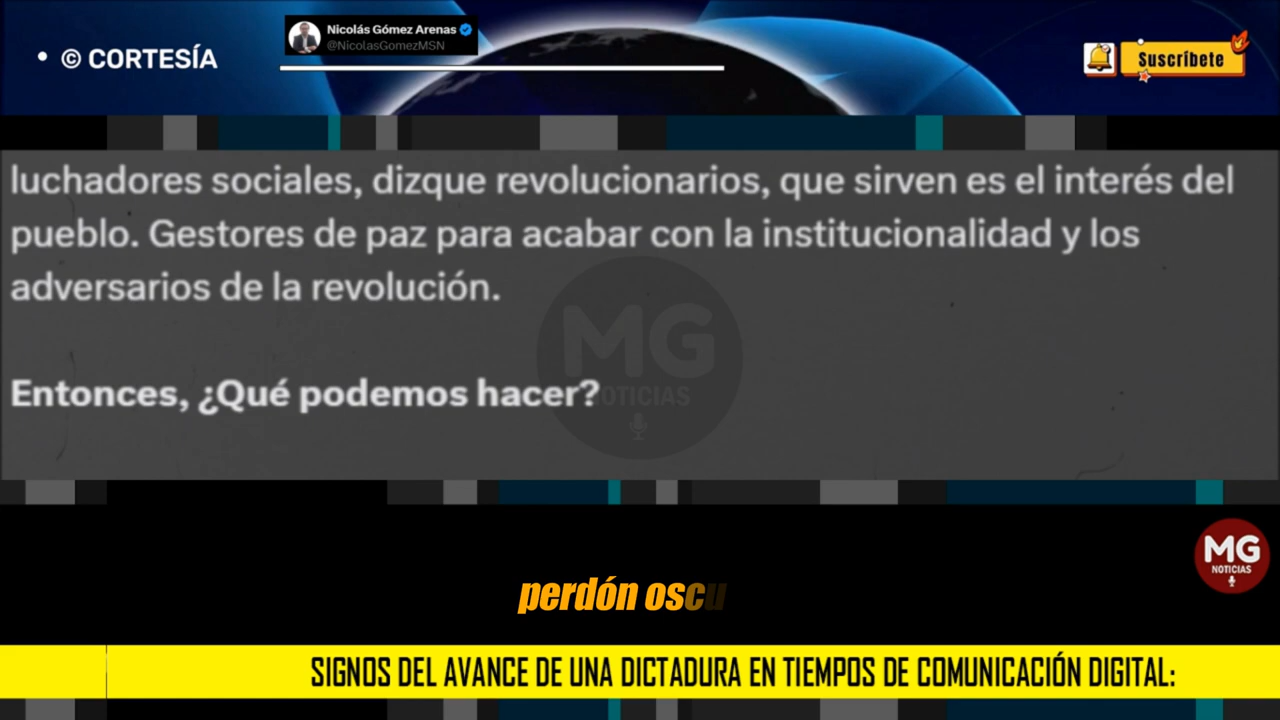 • © CORTESÍA
Nicolás Gómez Arenas
@NicolasGomezMSN
Suscríbete
luchadores sociales, dizque revolucionarios, que sirven es el interés del
pueblo. Gestores de paz para acabar con la institucionalidad y los
adversarios de la revolución.
Entonces, ¿Qué podemos hacer?
MG
NOTICIAS
MG
NOTICIAS
perdón oscu
SIGNOS DEL AVANCE DE UNA DICTADURA EN TIEMPOS DE COMUNICACIÓN DIGITAL: